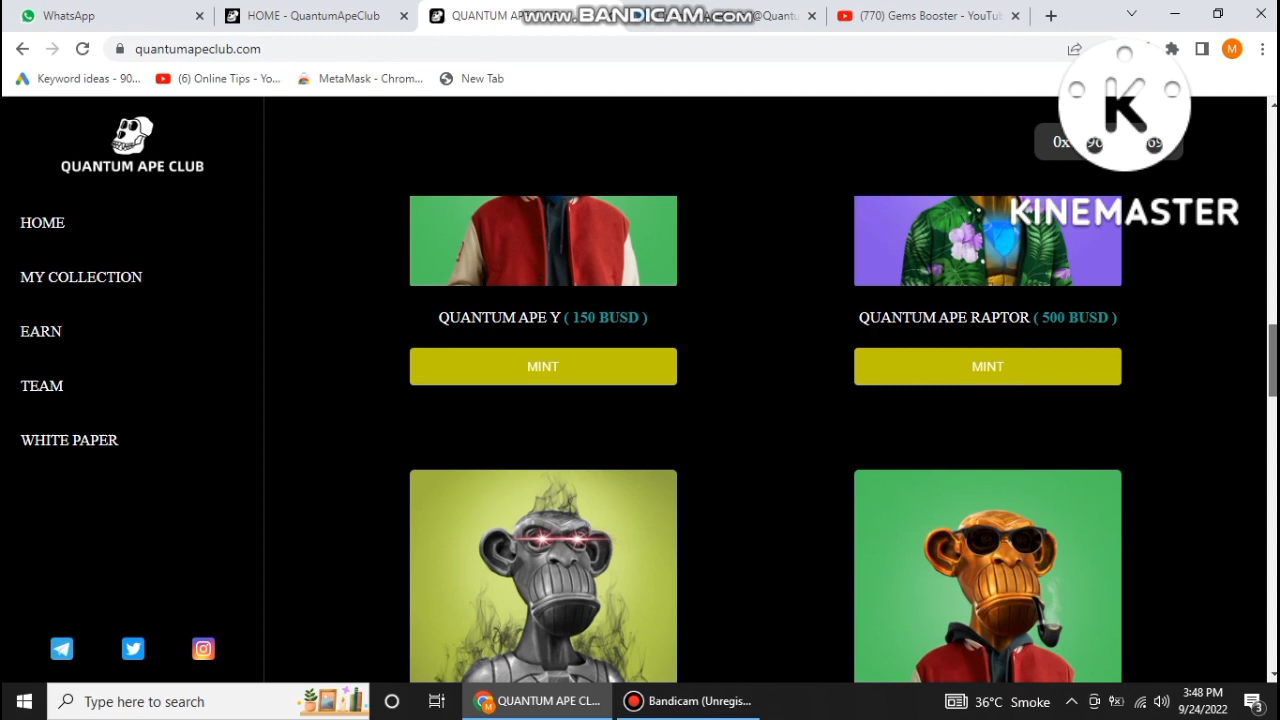 WhatsApp
HOME - QuantumApeClub
QUANTUM AP
www.BANDICAM.com
@Quantu
(770) Gems Booster - YouTu
quantumapeclub.com
M
Keyword ideas - 90...
(6) Online Tips - Yo...
MetaMask - Chrom...
New Tab
K
KINEMASTER
QUANTUM APE CLUB
HOME
MY COLLECTION
EARN
TEAM
WHITE PAPER
QUANTUM APE Y ( 150 BUSD )
QUANTUM APE RAPTOR ( 500 BUSD )
MINT
MINT
Type here to search
QUANTUM APE CL...
Bandicam (Unregis...
36°C Smoke
3:48 PM
9/24/2022
3